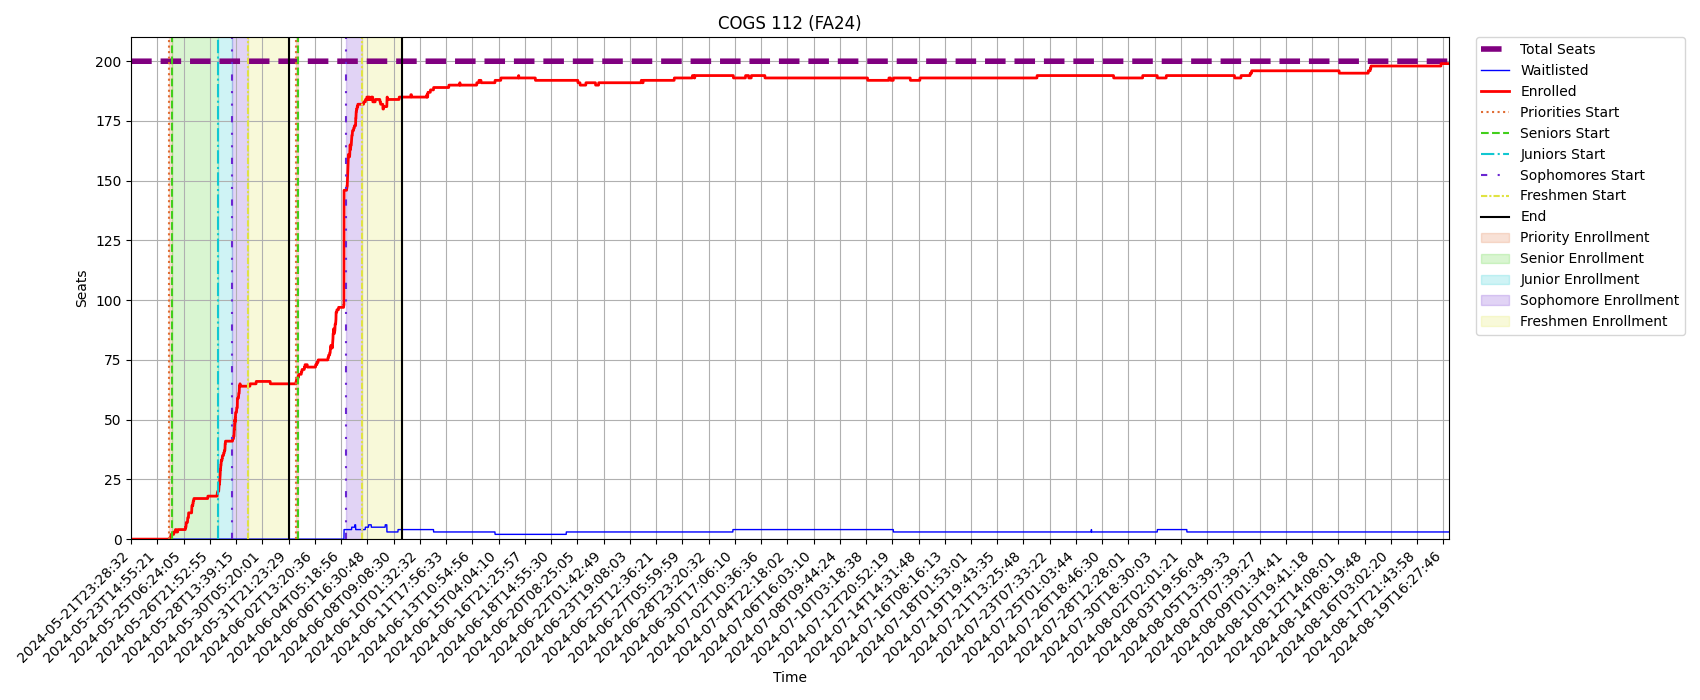 COGS 112 (FA24)
Seats
200
175
150
125
100
75
50
25
0
2024-05-21T23:28:32
2024-05-23T14:55:21
2024-05-25T06:24:05
2024-05-26T21:52:55
2024-05-28T13:39:15
2024-05-30T05:20:01
2024-05-31T21:23:29
2024-06-02T13:20:36
2024-06-04T05:18:56
2024-06-06T16:30:48
2024-06-08T09:08:30
2024-06-10T01:32:32
2024-06-11T17:56:33
2024-06-13T10:54:56
2024-06-15T04:04:10
2024-06-16T21:25:57
2024-06-18T14:55:30
2024-06-20T08:25:05
2024-06-22T01:42:49
2024-06-23T19:08:03
2024-06-25T12:36:21
2024-06-27T05:59:59
2024-06-28T23:20:32
2024-06-30T17:06:10
2024-07-02T10:36:36
2024-07-04T22:18:02
2024-07-06T16:03:10
2024-07-08T09:44:24
2024-07-10T03:18:38
2024-07-12T20:52:19
2024-07-14T14:31:48
2024-07-16T08:16:13
2024-07-18T01:53:01
2024-07-19T19:43:35
2024-07-21T13:25:48
2024-07-23T07:33:22
2024-07-25T01:03:44
2024-07-26T18:46:30
2024-07-28T12:28:01
2024-07-30T18:30:03
2024-08-02T02:01:21
2024-08-03T19:56:04
2024-08-05T13:39:33
2024-08-07T07:39:27
2024-08-09T01:34:41
2024-08-10T19:41:18
2024-08-12T14:08:01
2024-08-14T08:19:48
2024-08-16T03:02:20
2024-08-17T21:43:58
2024-08-19T16:27:46
Time
Total Seats
Waitlisted
Enrolled
Priorities Start
Seniors Start
Juniors Start
Sophomores Start
Freshmen Start
End
Priority Enrollment
Senior Enrollment
Junior Enrollment
Sophomore Enrollment
Freshmen Enrollment